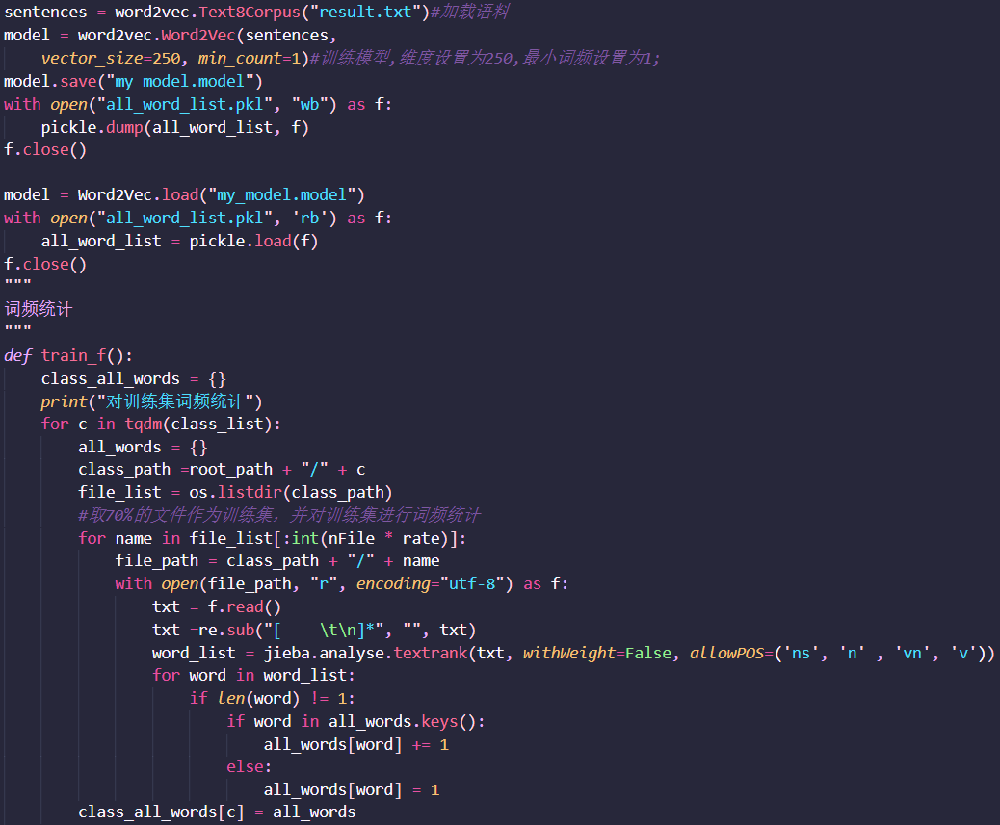 sentences = word2vec.Text8Corpus("result.txt")#加载语料
model = word2vec.Word2Vec(sentences,
    vector_size=250, min_count=1)#训练模型,维度设置为250,最小词频设置为1;
model.save("my_model.model")
with open("all_word_list.pkl", "wb") as f:
    pickle.dump(all_word_list, f)
f.close()

model = Word2Vec.load("my_model.model")
with open("all_word_list.pkl", 'rb') as f:
    all_word_list = pickle.load(f)
f.close()
"""
词频统计
"""
def train_f():
    class_all_words = {}
    print("对训练集词频统计")
    for c in tqdm(class_list):
        all_words = {}
        class_path =root_path + "/" + c
        file_list = os.listdir(class_path)
        #取70%的文件作为训练集，并对训练集进行词频统计
        for name in file_list[:int(nFile * rate)]:
            file_path = class_path + "/" + name
            with open(file_path, "r", encoding="utf-8") as f:
                txt = f.read()
                txt =re.sub("[    \t\n]*", "", txt)
                word_list = jieba.analyse.textrank(txt, withWeight=False, allowPOS=('ns', 'n' , 'vn', 'v'))
                for word in word_list:
                    if len(word) != 1:
                        if word in all_words.keys():
                            all_words[word] += 1
                        else:
                            all_words[word] = 1
        class_all_words[c] = all_words